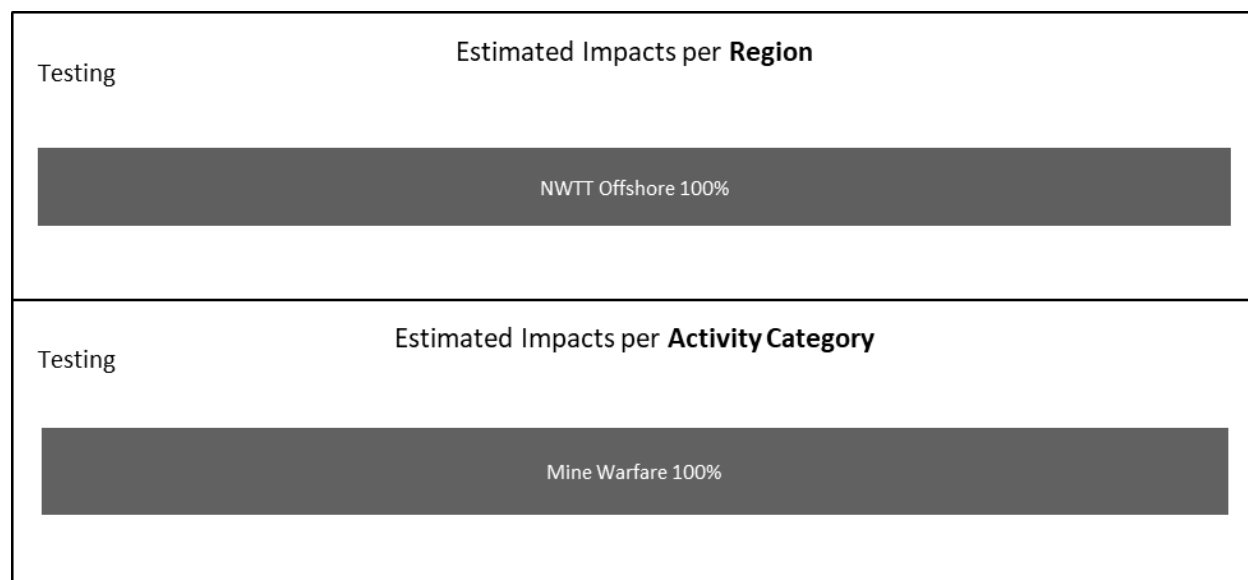 Estimated Impacts per Region
Testing
NWTT Offshore 100%
Estimated Impacts per Activity Category
Testing
Mine Warfare 100%